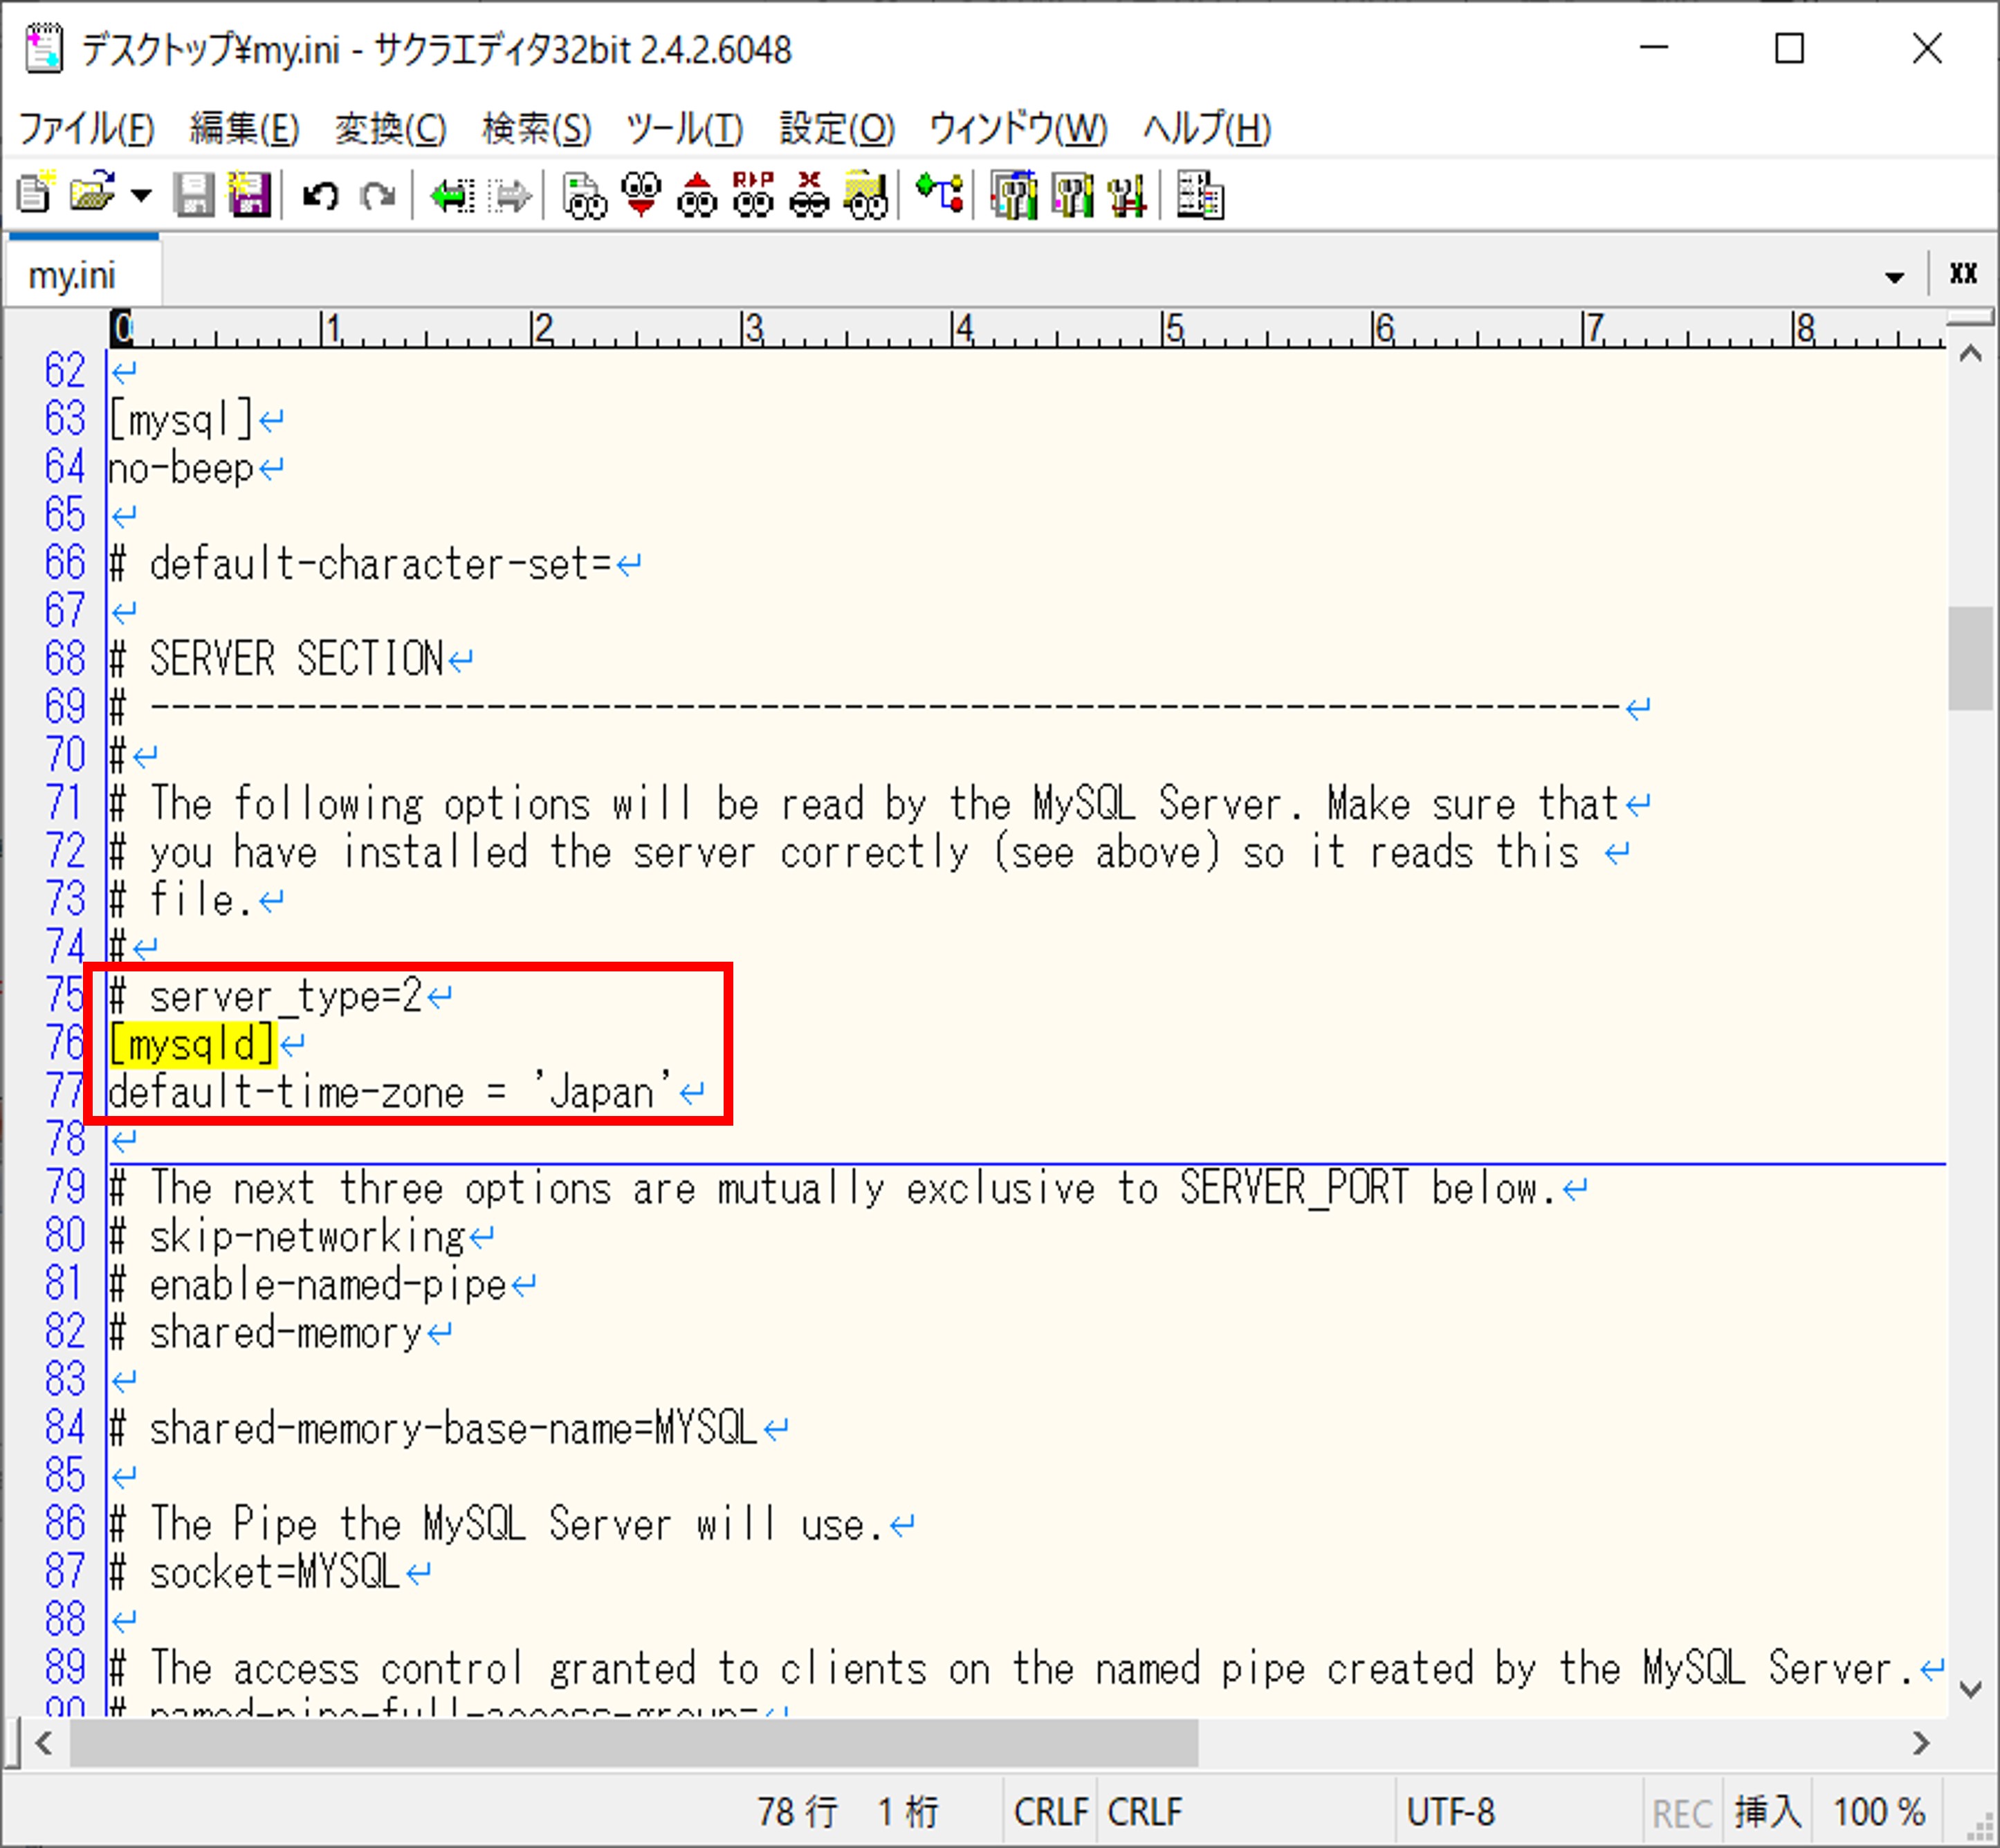 デスクトップ¥my.ini - サクラエディタ32bit 2.4.2.6048
ファイル(F) 編集(E) 変換(C) 検索(S) ツール(T) 設定(O) ウィンドウ(W) ヘルプ(H)
my.ini
0 1 2 3 4 5 6 7 8
62
63 [mysql]
64 no-beep
65
66 # default-character-set=
67
68 # SERVER SECTION
69 # ----------------------------------------------------------------------
70 #
71 # The following options will be read by the MySQL Server. Make sure that
72 # you have installed the server correctly (see above) so it reads this
73 # file.
74 #
75 # server_type=2
76 [mysqld]
77 default-time-zone = 'Japan'
78
79 # The next three options are mutually exclusive to SERVER_PORT below.
80 # skip-networking
81 # enable-named-pipe
82 # shared-memory
83
84 # shared-memory-base-name=MYSQL
85
86 # The Pipe the MySQL Server will use.
87 # socket=MYSQL
88
89 # The access control granted to clients on the named pipe created by the MySQL Server.
90 # named-pipe-full-access-group=
78 行 1 桁 CRLF CRLF UTF-8 REC 挿入 100 %